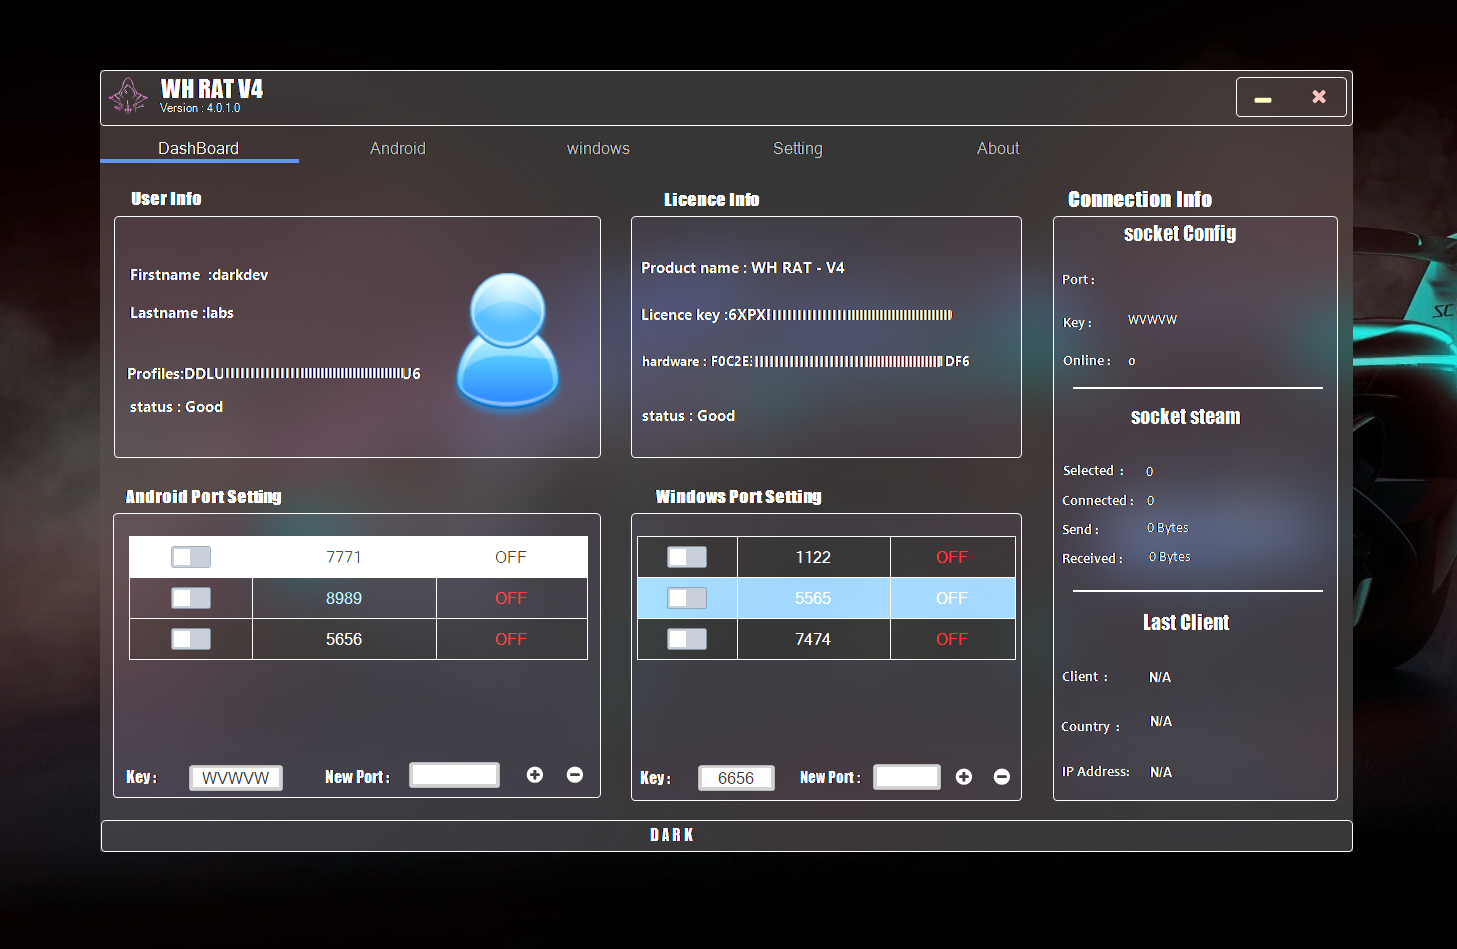 WH RAT V4
Version : 4.0.1.0
DashBoard
Android
windows
Setting
About
User Info
Firstname :darkdev
Lastname :labs
Profiles:DDLU U6
status : Good
Licence Info
Product name : WH RAT - V4
Licence key :6XPX
hardware : F0C2E DF6
status : Good
Connection Info
socket Config
Port :
Key : WVWVW
Online : 0
socket steam
Selected : 0
Connected : 0
Send : 0 Bytes
Received : 0 Bytes
Last Client
Client : N/A
Country : N/A
IP Address: N/A
Android Port Setting
7771 OFF
8989 OFF
5656 OFF
Key : WVWVW New Port :
Windows Port Setting
1122 OFF
5565 OFF
7474 OFF
Key : 6656 New Port :
DARK